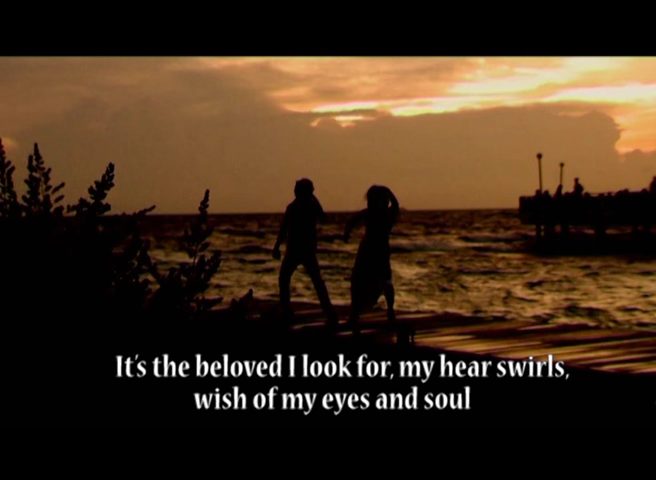 It's the beloved I look for, my hear swirls,
wish of my eyes and soul